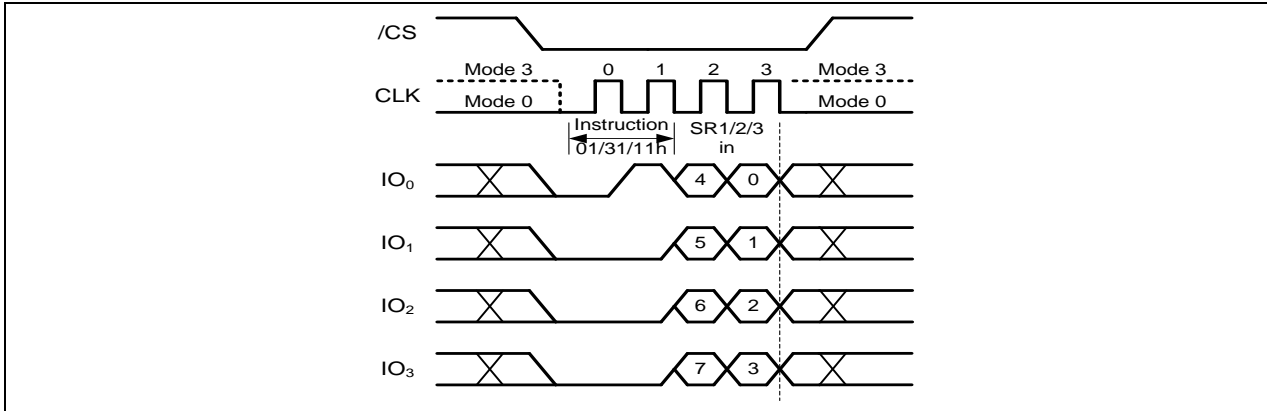 /CS
Mode 3 0 1 2 3 Mode 3
CLK Mode 0 Mode 0
Instruction SR1/2/3
01/31/11h in
IO₀ 4 0
IO₁ 5 1
IO₂ 6 2
IO₃ 7 3